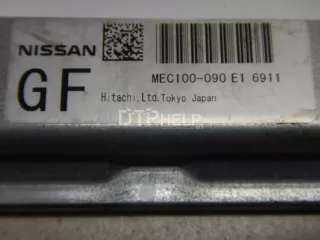 NISSAN
MEC100-090 E1 6911
GF
Hitachi,Ltd.Tokyo Japan
DTPHELP